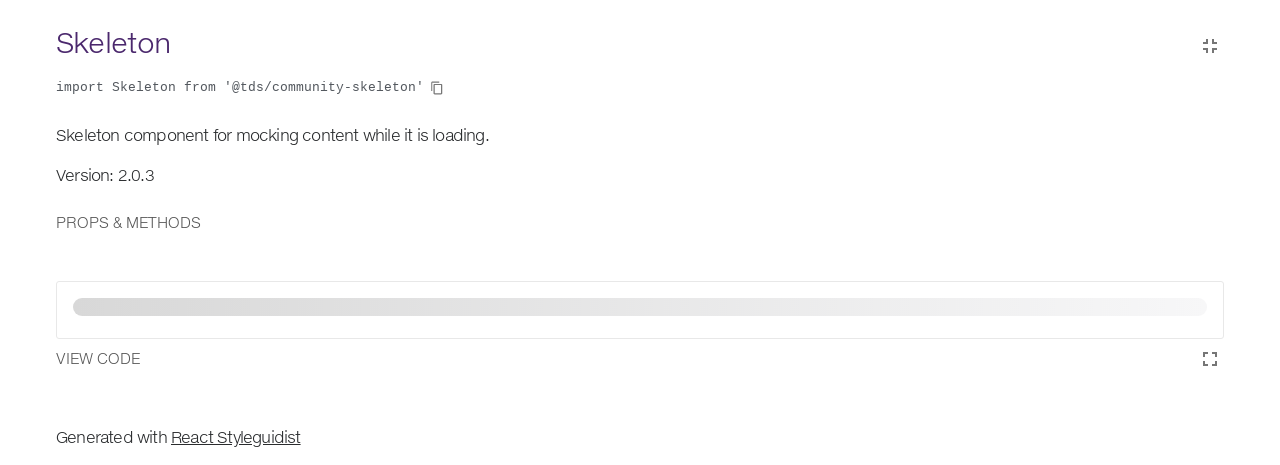 Skeleton
import Skeleton from '@tds/community-skeleton'
Skeleton component for mocking content while it is loading.
Version: 2.0.3
PROPS & METHODS
VIEW CODE
Generated with React Styleguidist